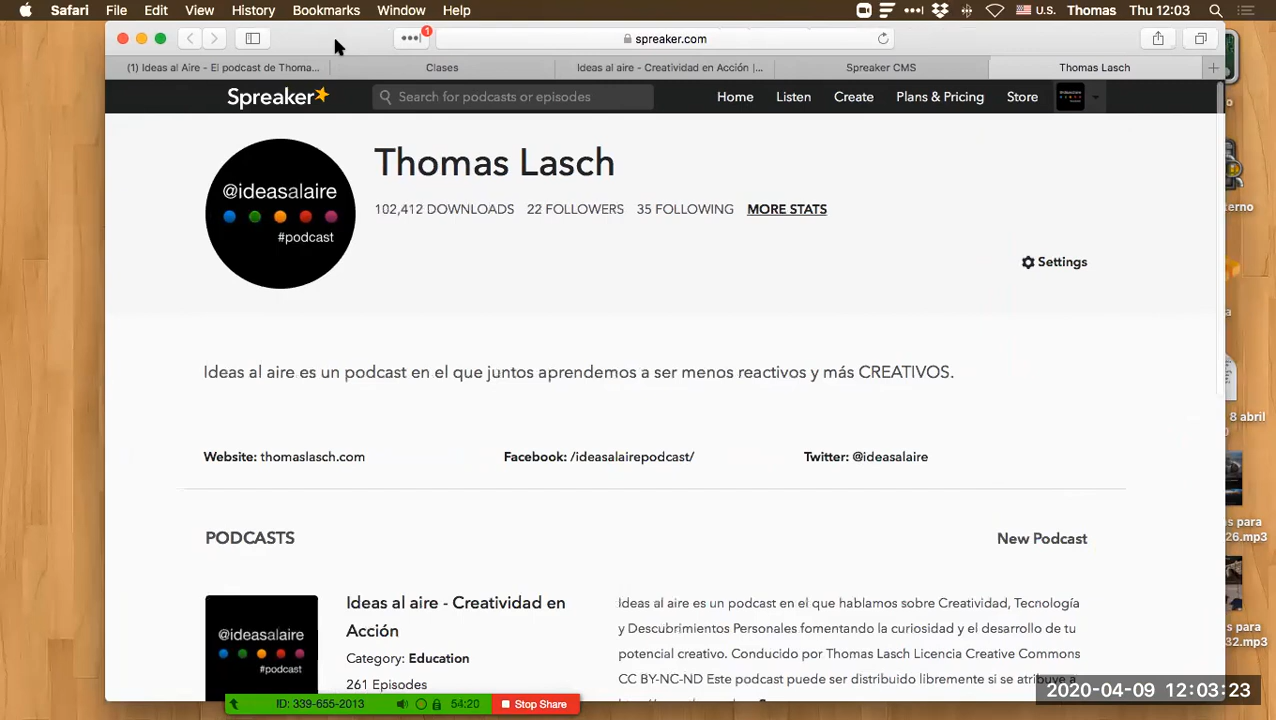 Safari File Edit View History Bookmarks Window Help U.S. Thomas Thu 12:03
1
spreaker.com
(1) Ideas al Aire - El podcast de Thoma... Clases Ideas al aire - Creatividad en Acción |... Spreaker CMS Thomas Lasch
Spreaker Search for podcasts or episodes Home Listen Create Plans & Pricing Store
@ideasalaire
#podcast
Thomas Lasch
102,412 DOWNLOADS 22 FOLLOWERS 35 FOLLOWING MORE STATS
Settings
Ideas al aire es un podcast en el que juntos aprendemos a ser menos reactivos y más CREATIVOS.
Website: thomaslasch.com Facebook: /ideasalairepodcast/ Twitter: @ideasalaire
PODCASTS New Podcast
@ideasalaire
#podcast
Ideas al aire - Creatividad en
Acción
Category: Education
261 Episodes
Ideas al aire es un podcast en el que hablamos sobre Creatividad, Tecnología
y Descubrimientos Personales fomentando la curiosidad y el desarrollo de tu
potencial creativo. Conducido por Thomas Lasch Licencia Creative Commons
CC BY-NC-ND Este podcast puede ser distribuido libremente si se atribuye a
8 abril
para
26.mp3
para
32.mp3
ID: 339-655-2013 54:20 Stop Share
2020-04-09 12:03:23